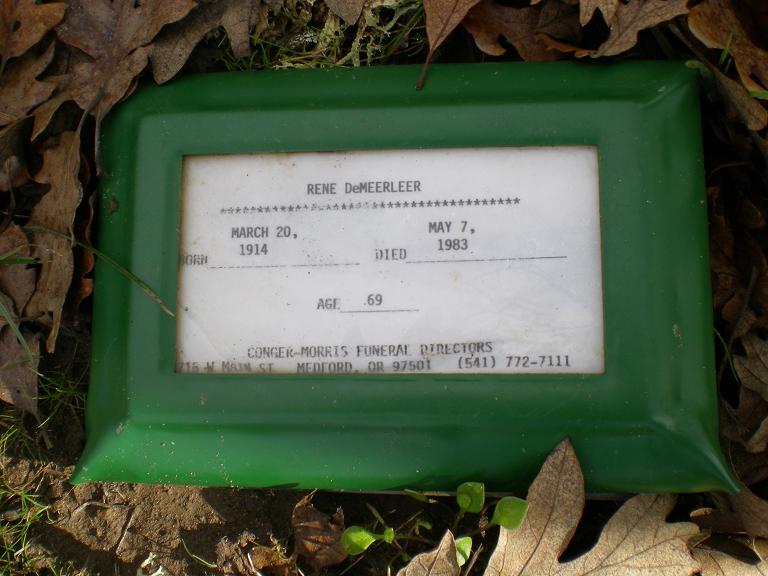 RENE DeMEERLEER
****************************************
MARCH 20, 1914
MAY 7, 1983
BORN
DIED
AGE 69
CONGER-MORRIS FUNERAL DIRECTORS
715 W MAIN ST MEDFORD, OR 97501 (541) 772-7111